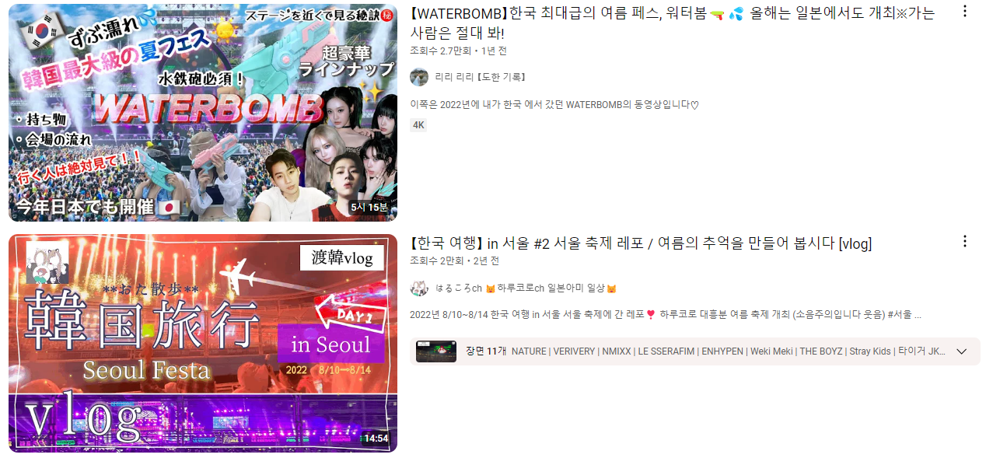 ステージを近くで見る秘訣㊙
ずぶ濡れ
韓国最大級の夏フェス
超豪華
ラインナップ
水鉄砲必須！
WATERBOMB
・持ち物
・会場の流れ
行く人は絶対見て！！
今年日本でも開催
5시 15분
【WATERBOMB】한국 최대급의 여름 페스, 워터봄🔫💦 올해는 일본에서도 개최※가는
사람은 절대 봐!
조회수 2.7만회 • 1년 전
리리 리리 【도한 기록】
이쪽은 2022년에 내가 한국 에서 갔던 WATERBOMB의 동영상입니다♡
4K
渡韓vlog
**おた散歩**
韓国旅行
DAY1
in Seoul
Seoul Festa
2022 8/10→8/14
vlog
14:54
【한국 여행】 in 서울 #2 서울 축제 레포 / 여름의 추억을 만들어 봅시다 [vlog]
조회수 2만회 • 2년 전
はるころch 🐱하루코로ch 일본아미 일상🐱
2022년 8/10~8/14 한국 여행 in 서울 서울 축제에 간 레포❣️ 하루코로 대흥분 여름 축제 개최 (소음주의입니다 웃음) #서울 ...
장면 11개 NATURE | VERIVERY | NMIXX | LE SSERAFIM | ENHYPEN | Weki Meki | THE BOYZ | Stray Kids | 타이거 JK...